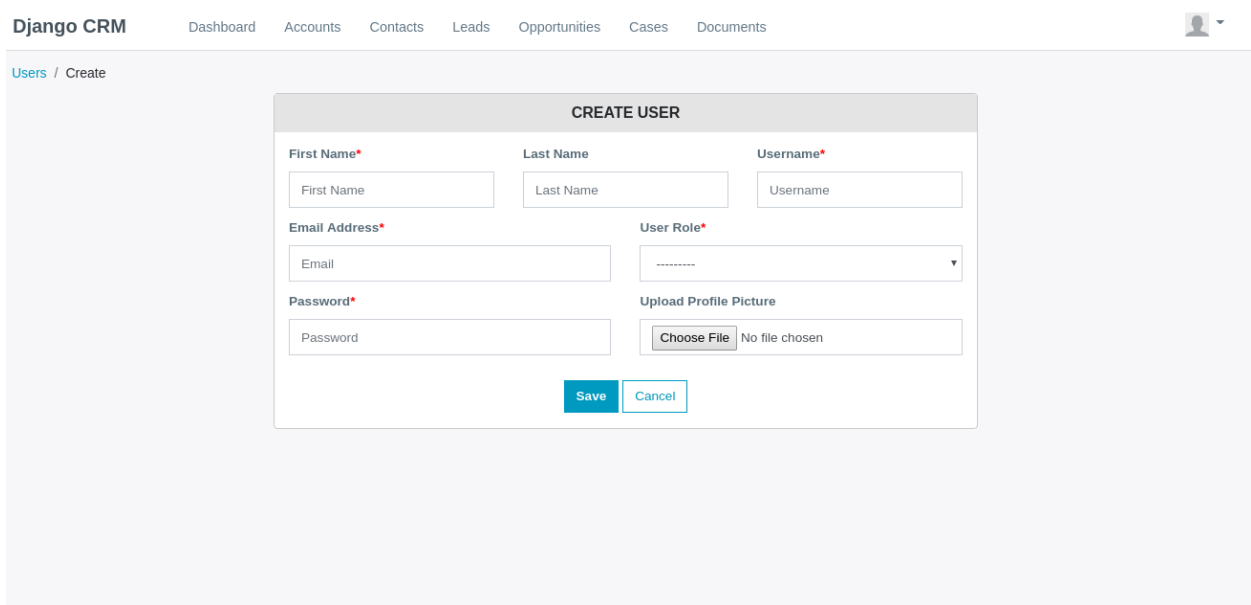 Django CRM Dashboard Accounts Contacts Leads Opportunities Cases Documents
Users / Create
CREATE USER
First Name* Last Name Username*
First Name Last Name Username
Email Address* User Role*
Email ---------
Password* Upload Profile Picture
Password Choose File No file chosen
Save Cancel